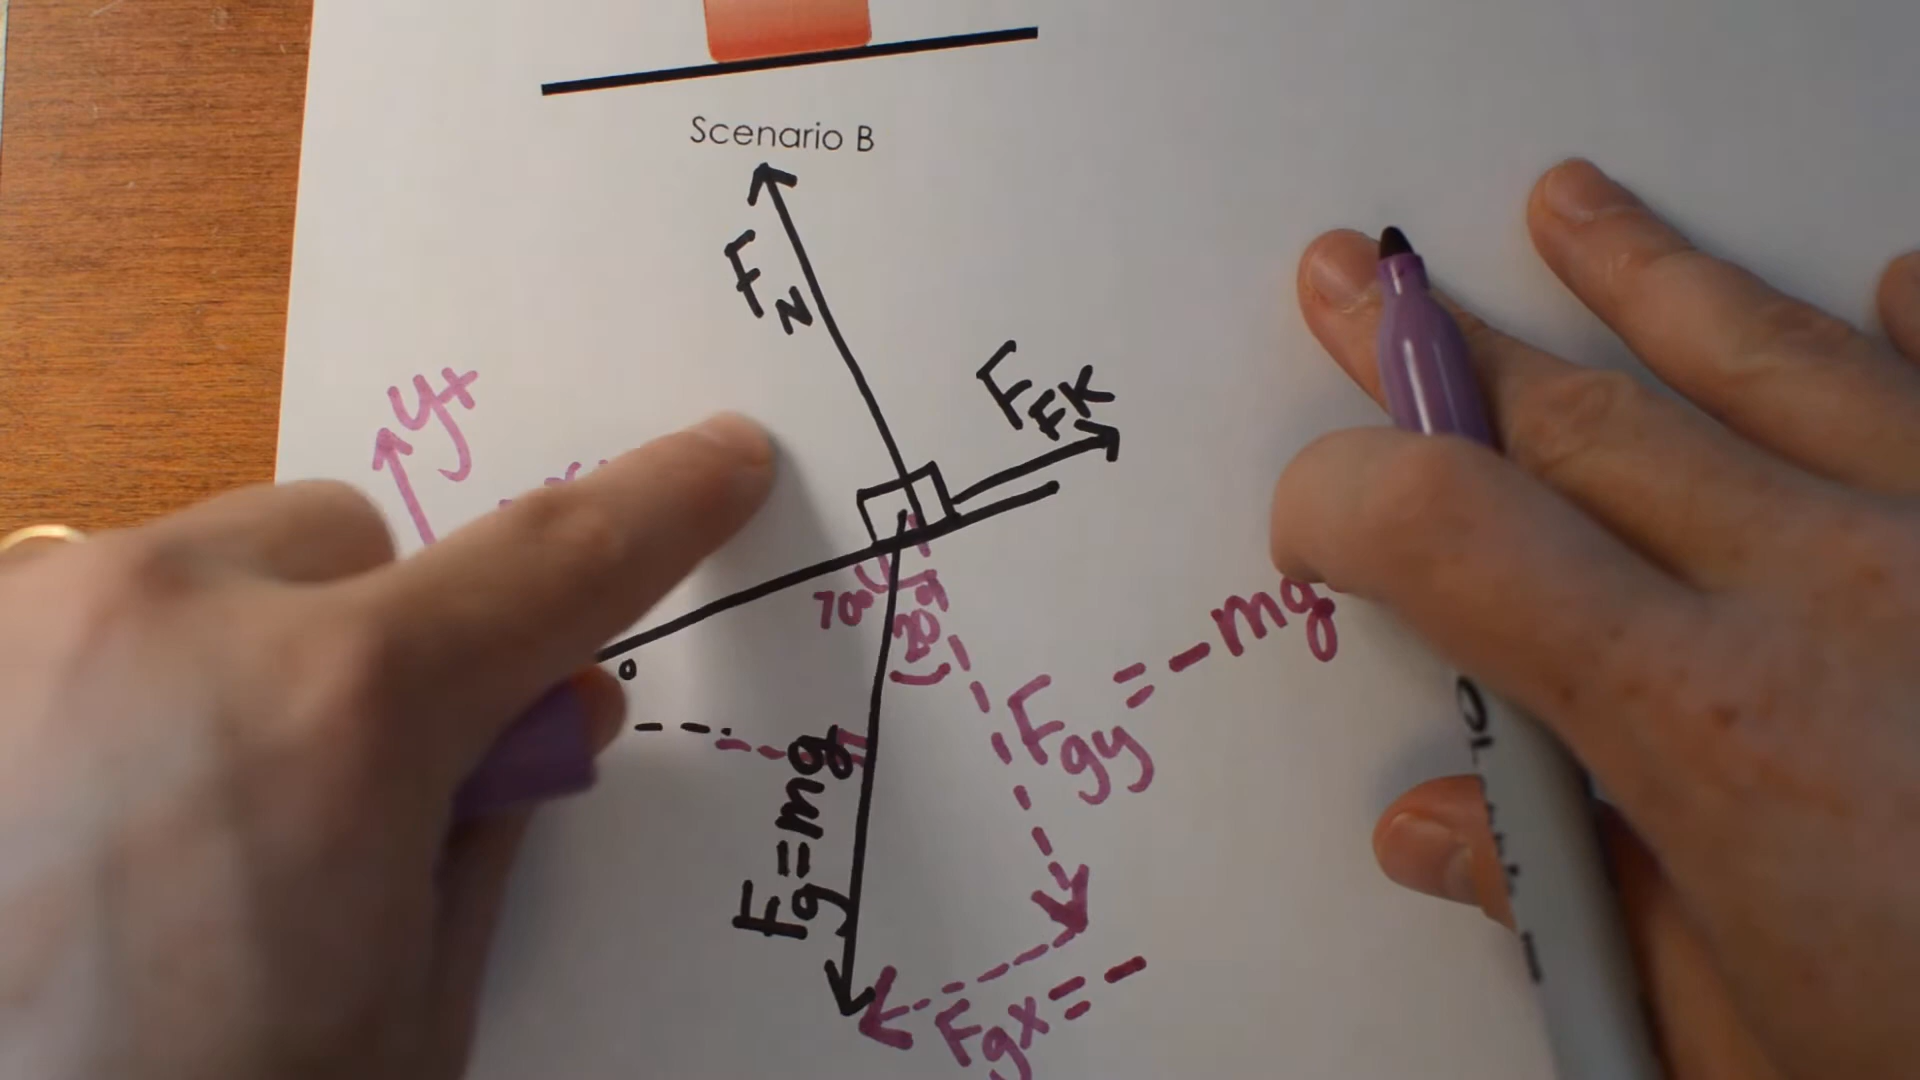 Scenario B
F_N
F_FK
y+
70°
20°
F_gy = -mg
F_g = mg
F_gx = -